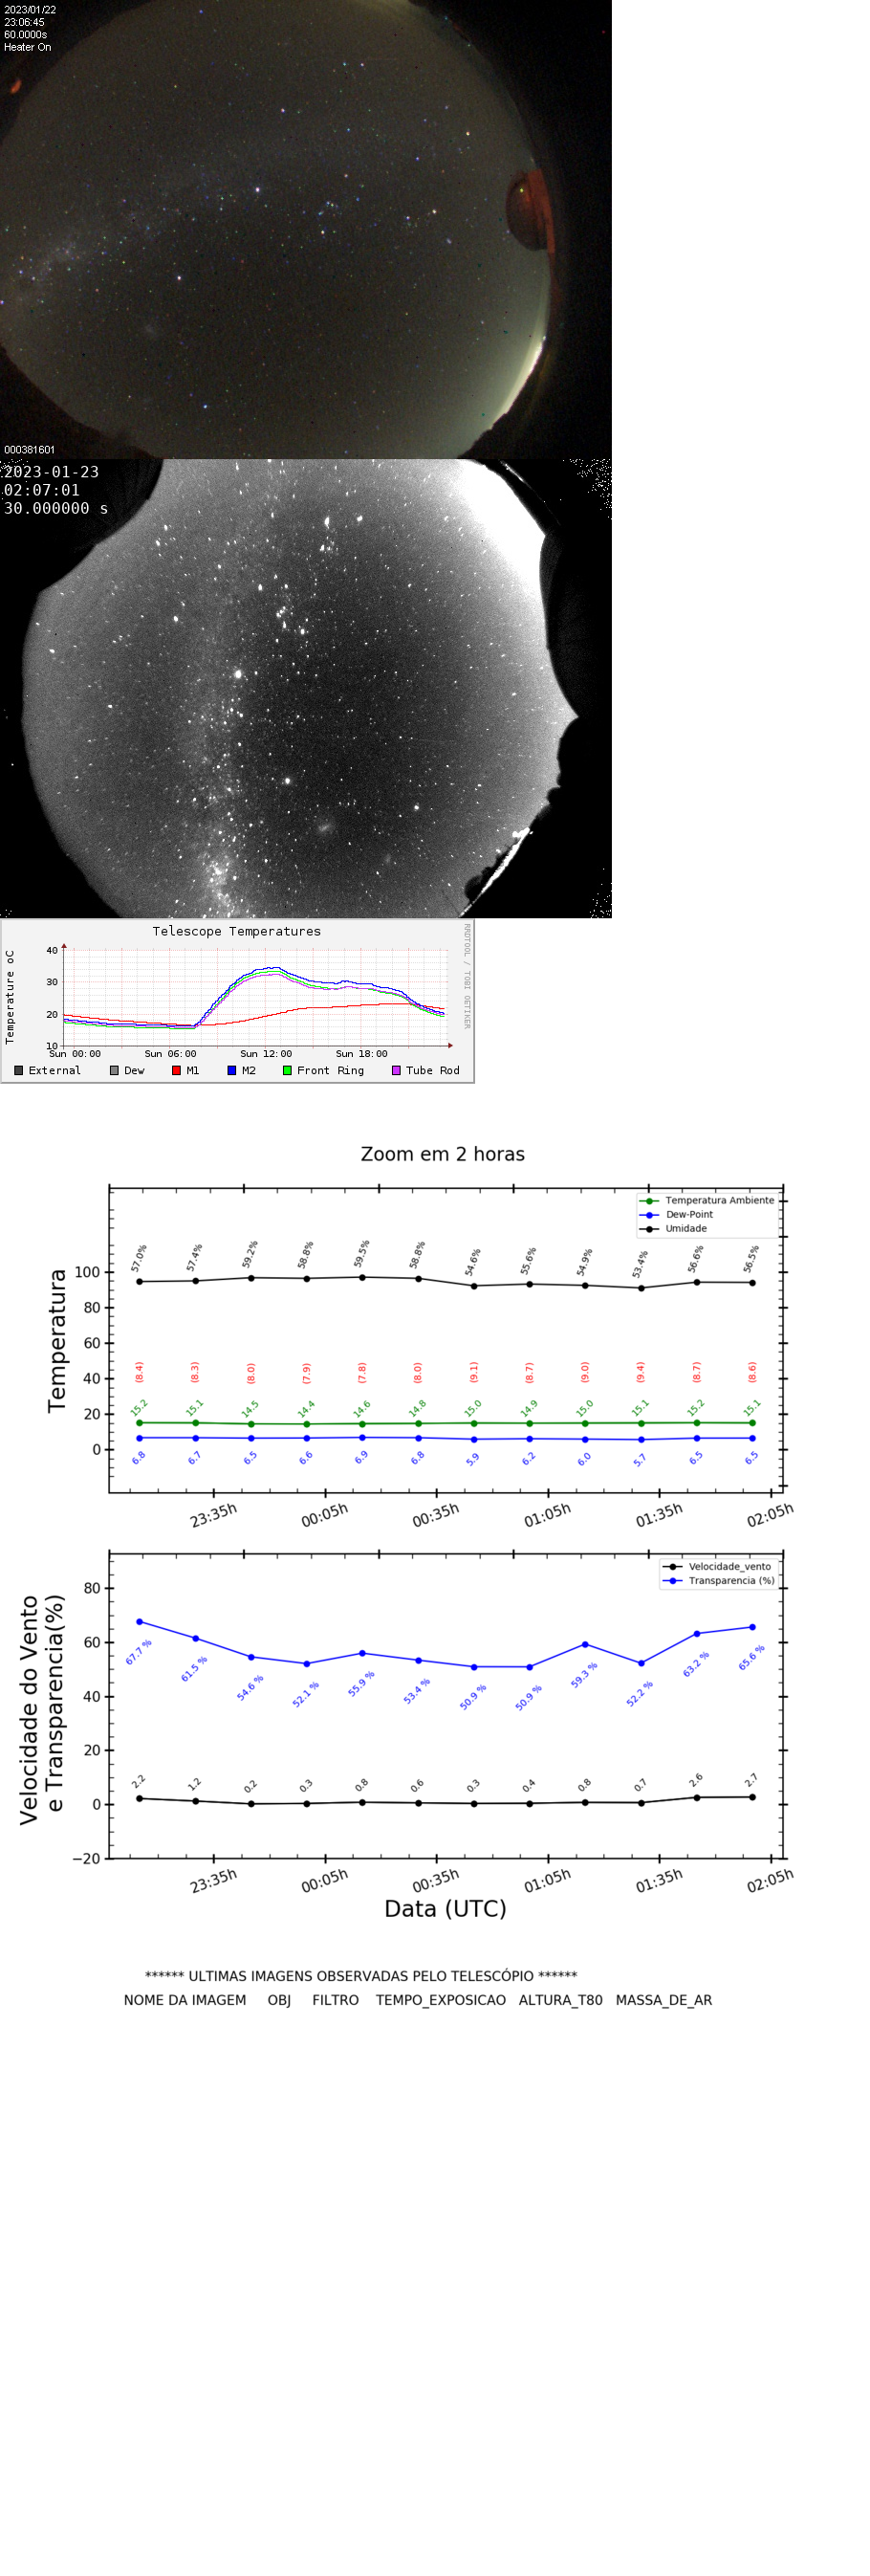 2023/01/22
23:06:45
60.0000s
Heater On
000381601
2023-01-23
02:07:01
30.000000 s
Telescope Temperatures
RRDTOOL / TOBI OETIKER
Temperature oC
40
30
20
10
Sun 00:00 Sun 06:00 Sun 12:00 Sun 18:00
External Dew M1 M2 Front Ring Tube Rod
Zoom em 2 horas
Temperatura Ambiente
Dew-Point
Umidade
Temperatura
100
80
60
40
20
0
57.0% 57.4% 59.2% 58.8% 59.5% 58.8% 54.6% 55.6% 54.9% 53.4% 56.6% 56.5%
(8.4) (8.3) (8.0) (7.9) (7.8) (8.0) (9.1) (8.7) (9.0) (9.4) (8.7) (8.6)
15.2 15.1 14.5 14.4 14.6 14.8 15.0 14.9 15.0 15.1 15.2 15.1
6.8 6.7 6.5 6.6 6.9 6.8 5.9 6.2 6.0 5.7 6.5 6.5
23:35h 00:05h 00:35h 01:05h 01:35h 02:05h
Velocidade_vento
Transparencia (%)
Velocidade do Vento
e Transparencia(%)
80
60
40
20
0
−20
67.7 % 61.5 % 54.6 % 52.1 % 55.9 % 53.4 % 50.9 % 50.9 % 59.3 % 52.2 % 63.2 % 65.6 %
2.2 1.2 0.2 0.3 0.8 0.6 0.3 0.4 0.8 0.7 2.6 2.7
23:35h 00:05h 00:35h 01:05h 01:35h 02:05h
Data (UTC)
****** ULTIMAS IMAGENS OBSERVADAS PELO TELESCÓPIO ******
NOME DA IMAGEM OBJ FILTRO TEMPO_EXPOSICAO ALTURA_T80 MASSA_DE_AR